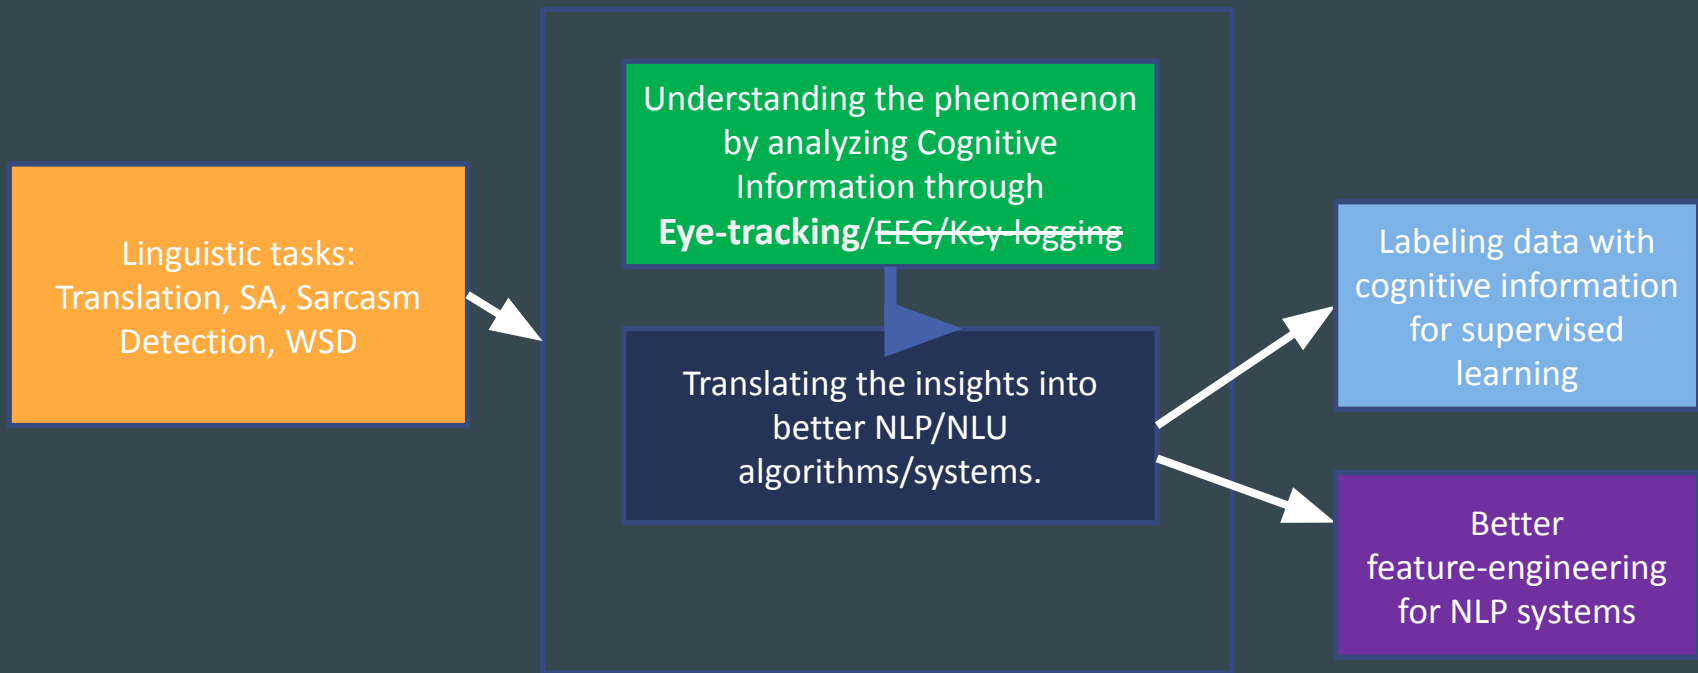 Linguistic tasks:
Translation, SA, Sarcasm
Detection, WSD
Understanding the phenomenon
by analyzing Cognitive
Information through
Eye-tracking/EEG/Key-logging
Translating the insights into
better NLP/NLU
algorithms/systems.
Labeling data with
cognitive information
for supervised
learning
Better
feature-engineering
for NLP systems